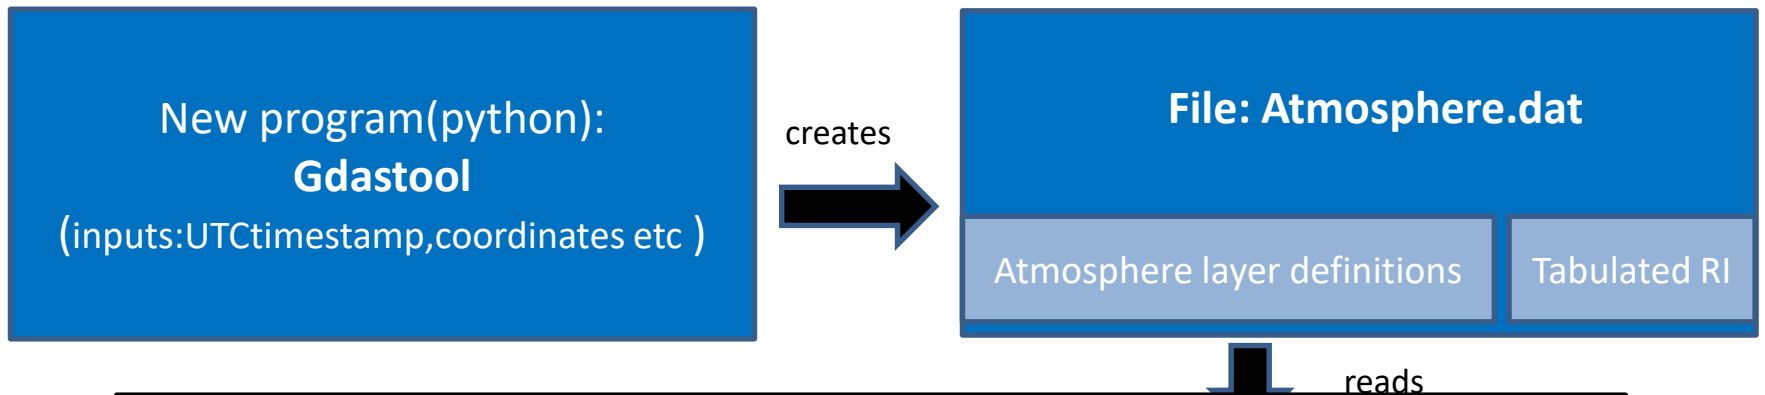 New program(python):
Gdastool
(inputs:UTCtimestamp,coordinates etc )
creates
File: Atmosphere.dat
Atmosphere layer definitions
Tabulated RI
reads